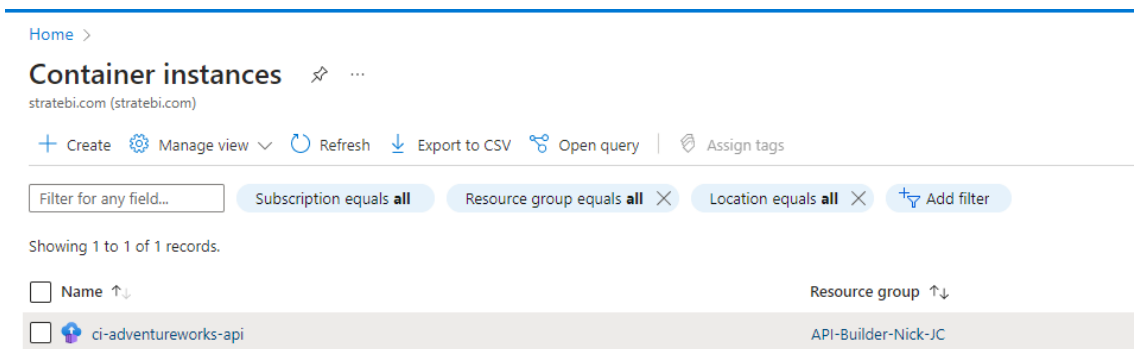 Home >
Container instances ...
stratebi.com (stratebi.com)
+ Create Manage view Refresh Export to CSV Open query Assign tags
Filter for any field... Subscription equals all Resource group equals all Location equals all Add filter
Showing 1 to 1 of 1 records.
Name ↑↓ Resource group ↑↓
ci-adventureworks-api API-Builder-Nick-JC